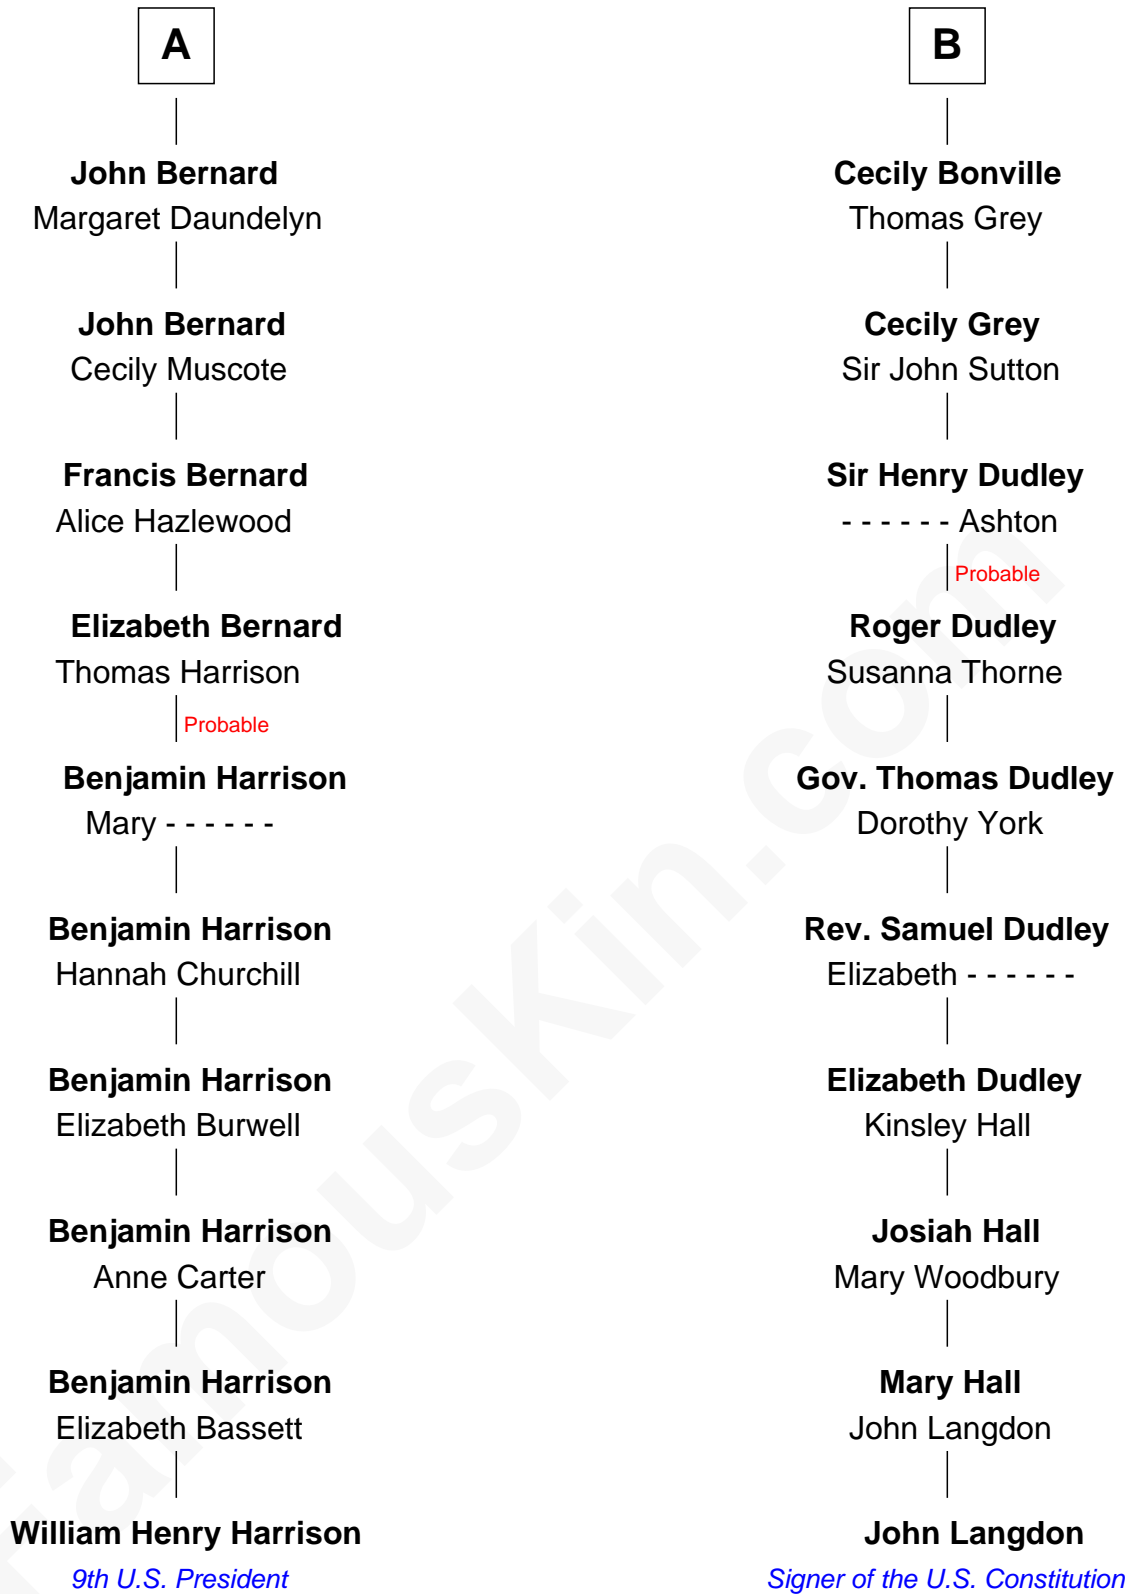 A
John Bernard
Margaret Daundelyn
John Bernard
Cecily Muscote
Francis Bernard
Alice Hazlewood
Elizabeth Bernard
Thomas Harrison
Probable
Benjamin Harrison
Mary - - - - - -
Benjamin Harrison
Hannah Churchill
Benjamin Harrison
Elizabeth Burwell
Benjamin Harrison
Anne Carter
Benjamin Harrison
Elizabeth Bassett
William Henry Harrison
9th U.S. President
B
Cecily Bonville
Thomas Grey
Cecily Grey
Sir John Sutton
Sir Henry Dudley
- - - - - - Ashton
Probable
Roger Dudley
Susanna Thorne
Gov. Thomas Dudley
Dorothy York
Rev. Samuel Dudley
Elizabeth - - - - - -
Elizabeth Dudley
Kinsley Hall
Josiah Hall
Mary Woodbury
Mary Hall
John Langdon
John Langdon
Signer of the U.S. Constitution
FamousKin.com